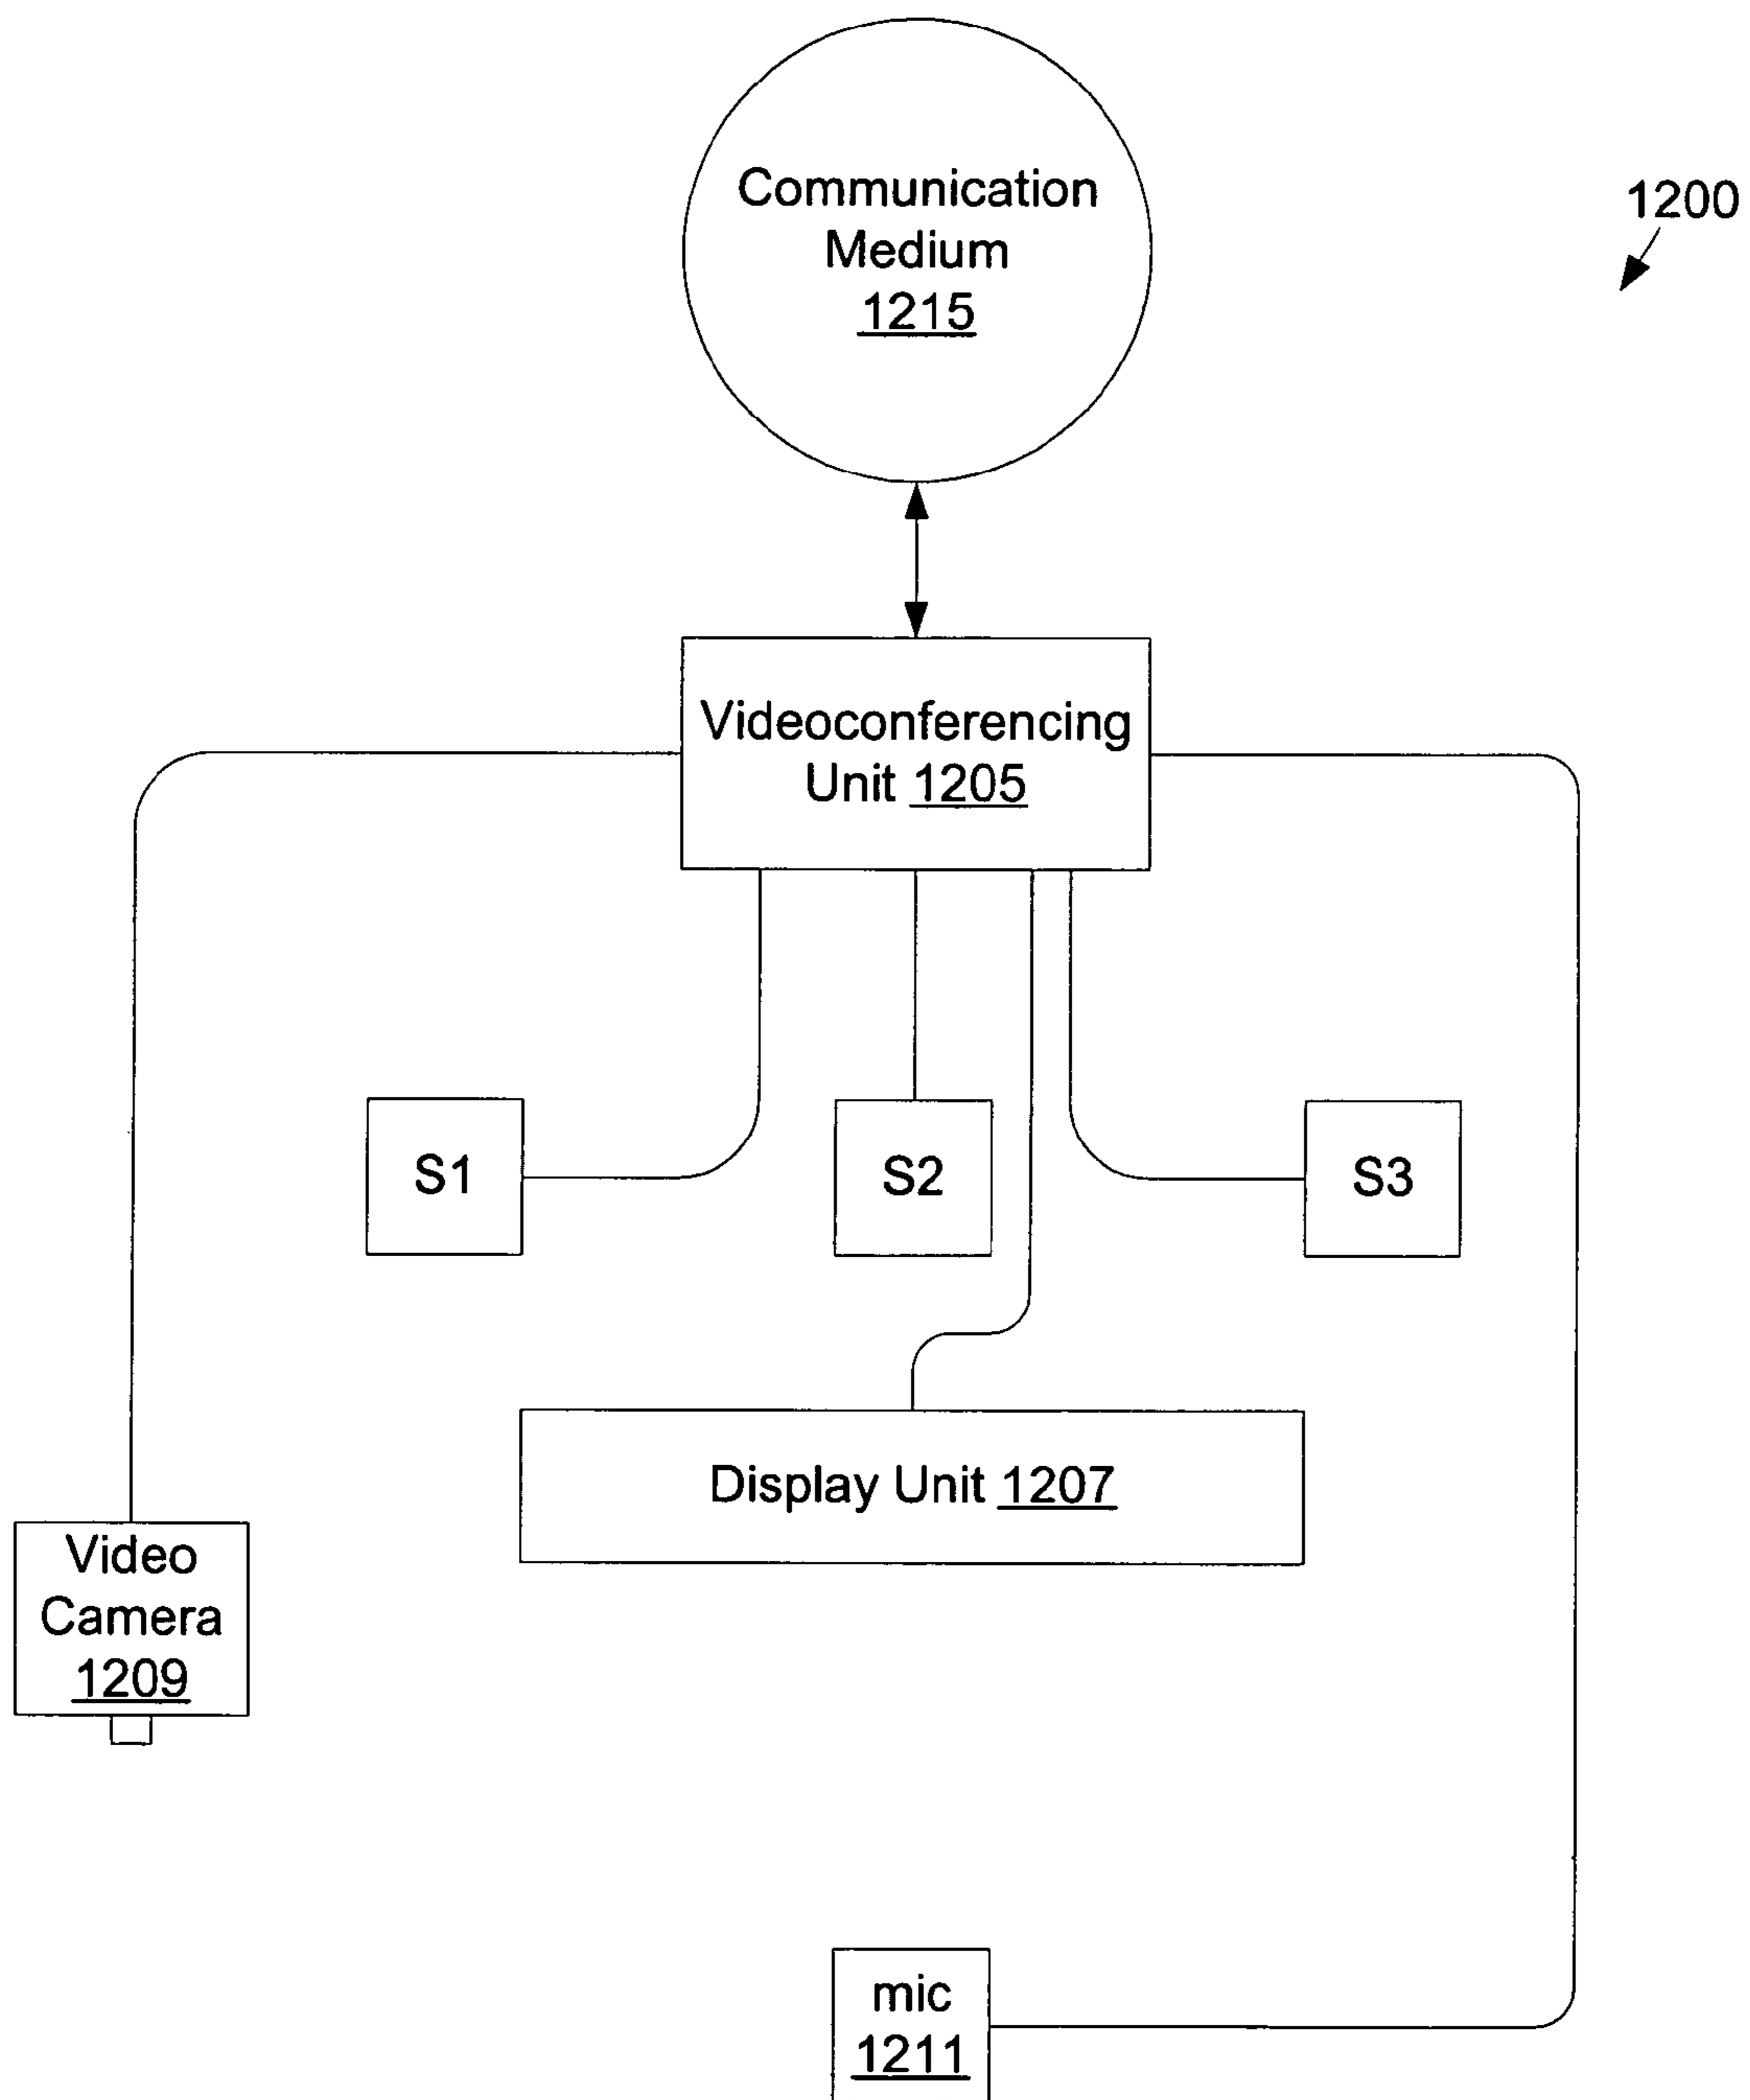 Communication
Medium
1215
1200
Videoconferencing
Unit 1205
S1
S2
S3
Display Unit 1207
Video
Camera
1209
mic
1211